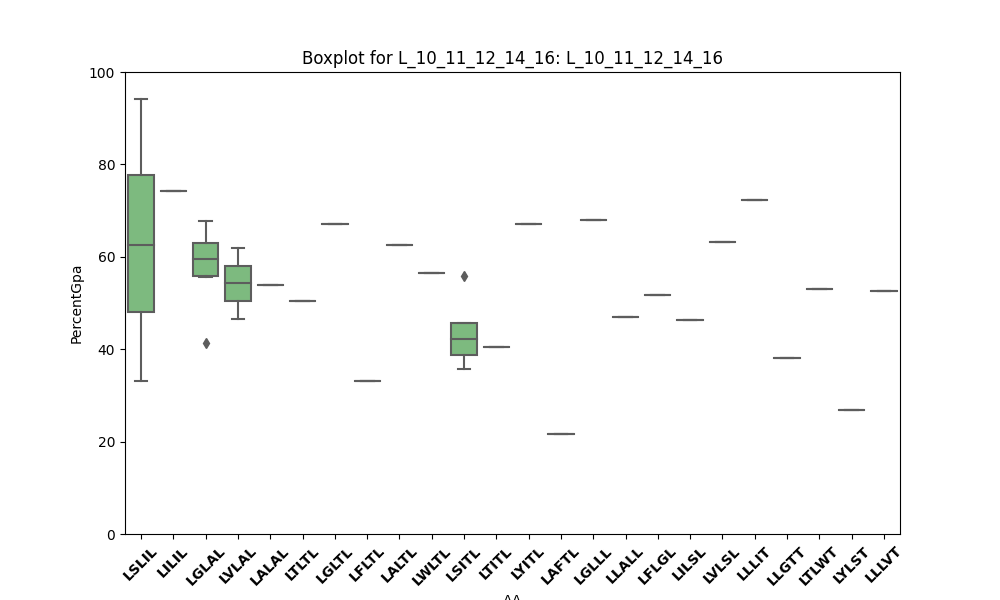 Boxplot for L_10_11_12_14_16: L_10_11_12_14_16
PercentGpa
100
80
60
40
20
0
LSLIL
LILIL
LGLAL
LVLAL
LALAL
LTLTL
LGLTL
LFLTL
LALTL
LWLTL
LSITL
LTITL
LYITL
LAFTL
LGLLL
LLALL
LFLGL
LILSL
LVLSL
LLLIT
LLGTT
LTLWT
LYLST
LLLVT
AA